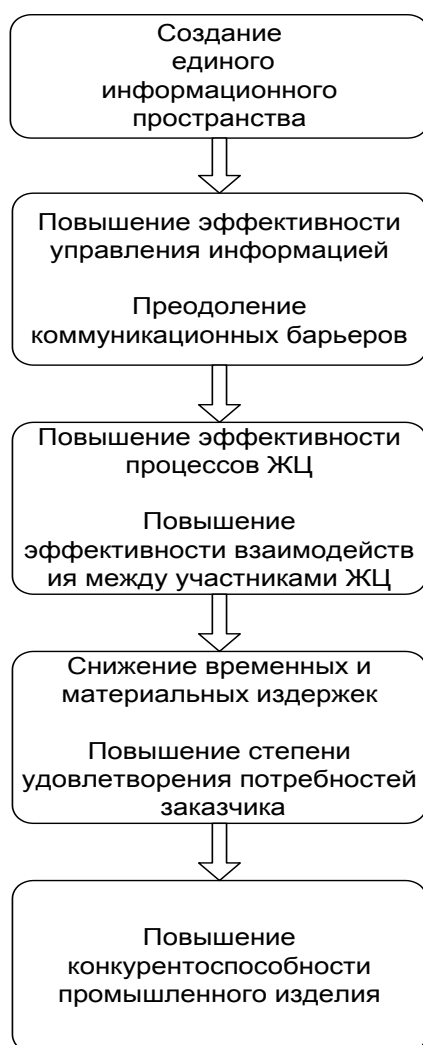 Создание
единого
информационного
пространства
Повышение эффективности
управления информацией
Преодоление
коммуникационных барьеров
Повышение эффективности
процессов ЖЦ
Повышение
эффективности взаимодейств
ия между участниками ЖЦ
Снижение временных и
материальных издержек
Повышение степени
удовлетворения потребностей
заказчика
Повышение
конкурентоспособности
промышленного изделия